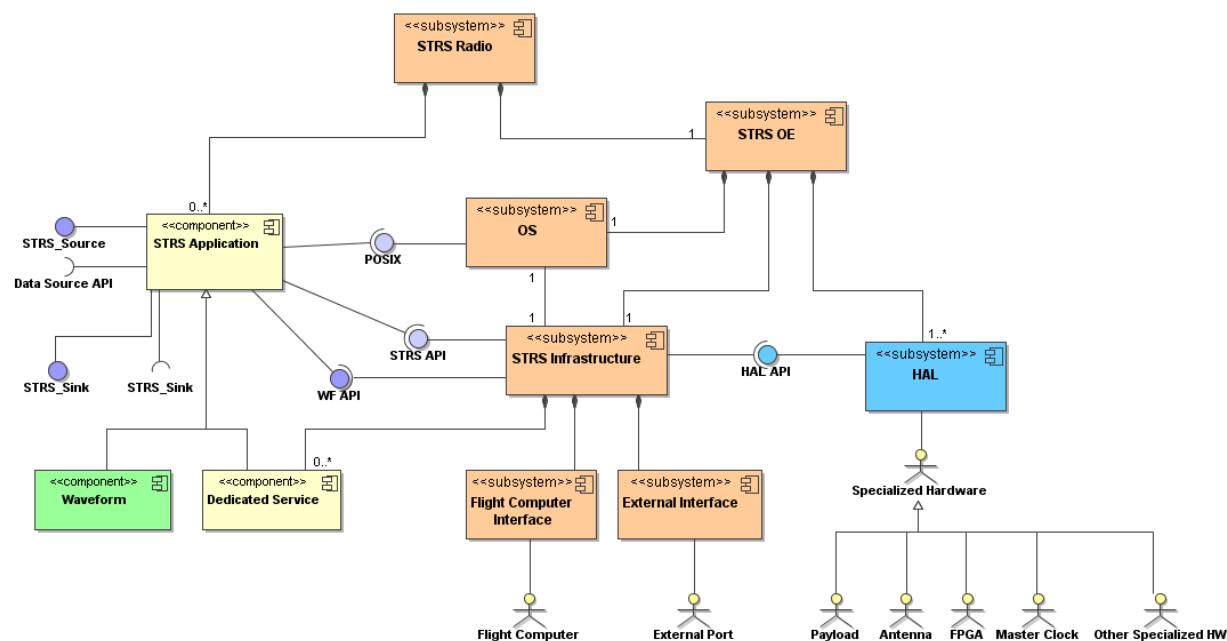 <<subsystem>>
STRS Radio
<<subsystem>>
STRS OE
1
0..*
<<component>>
STRS Application
STRS_Source
Data Source API
STRS_Sink
STRS_Sink
<<subsystem>>
OS
1
POSIX
1
1
1
STRS API
WF API
<<subsystem>>
STRS Infrastructure
HAL API
1..*
<<subsystem>>
HAL
<<component>>
Waveform
<<component>>
Dedicated Service
0..*
<<subsystem>>
Flight Computer
Interface
<<subsystem>>
External Interface
Specialized Hardware
Flight Computer
External Port
Payload
Antenna
FPGA
Master Clock
Other Specialized HW